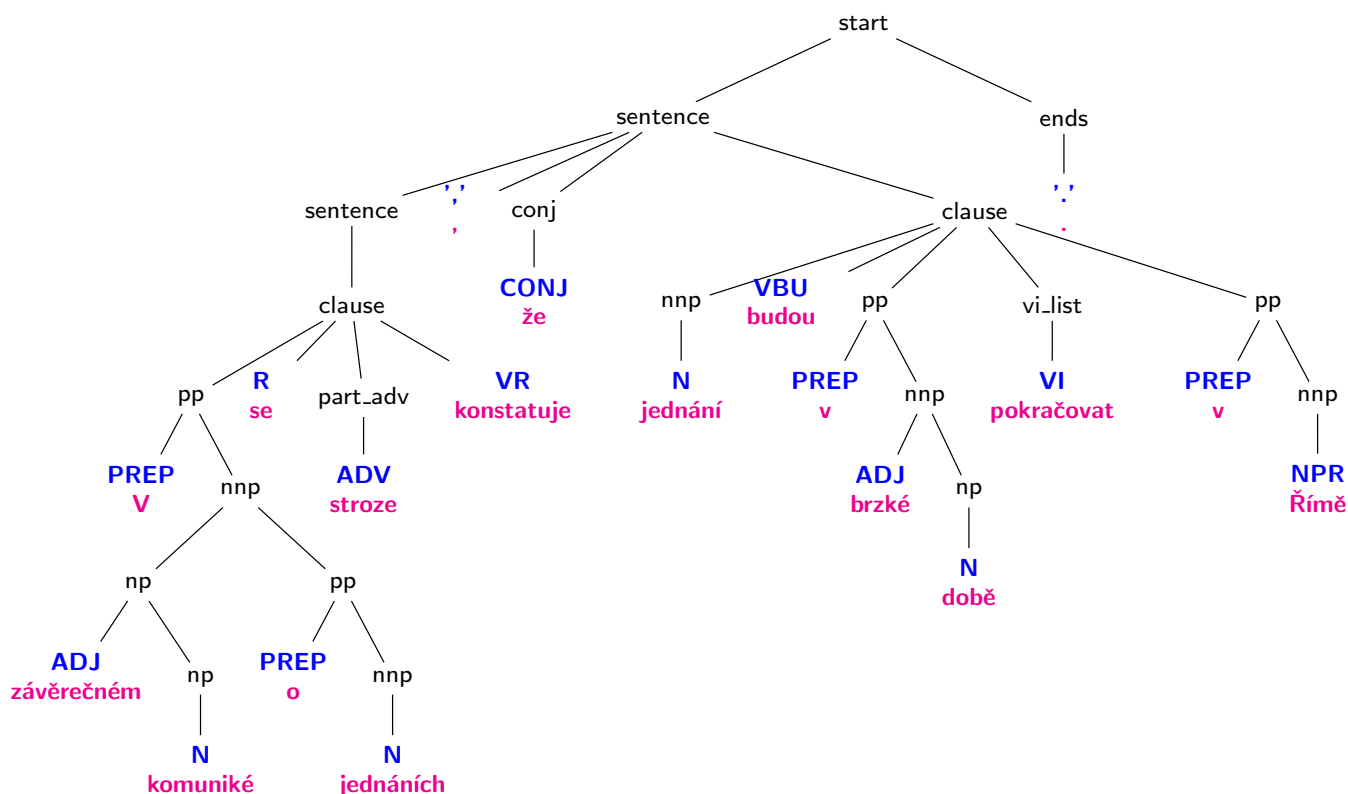 start
sentence ends
sentence ',' conj clause '.'
, .
clause CONJ nnp VBU pp vi_list pp
že budou
pp R part_adv VR N PREP nnp VI PREP nnp
se konstatuje jednání v pokračovat v
PREP nnp ADV ADJ np NPR
V stroze brzké Římě
np pp N
době
ADJ np PREP nnp
závěrečném o
N N
komuniké jednáních